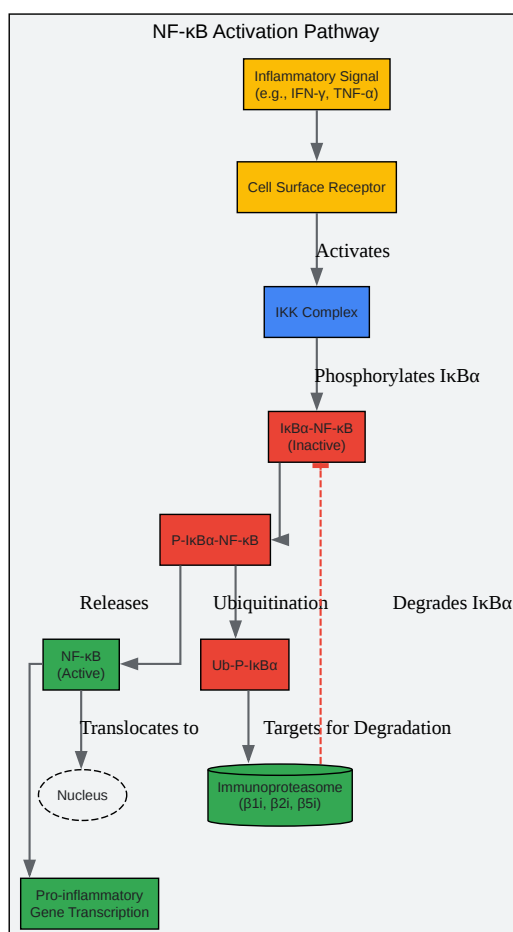 NF-κB Activation Pathway
Inflammatory Signal
(e.g., IFN-γ, TNF-α)
Cell Surface Receptor
Activates
IKK Complex
Phosphorylates IκBα
IκBα-NF-κB
(Inactive)
P-IκBα-NF-κB
Releases
Ubiquitination
Degrades IκBα
NF-κB
(Active)
Ub-P-IκBα
Translocates to
Targets for Degradation
Nucleus
Immunoproteasome
(β1i, β2i, β5i)
Pro-inflammatory
Gene Transcription